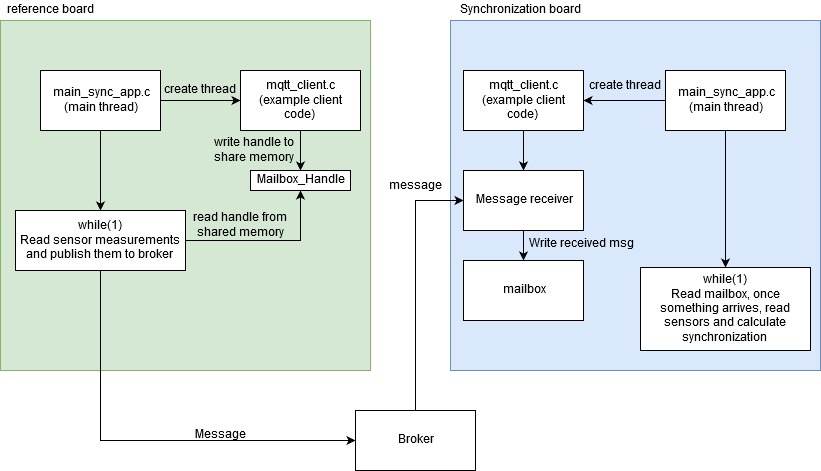 reference board
main_sync_app.c
(main thread)
create thread
mqtt_client.c
(example client
code)
write handle to
share memory
Mailbox_Handle
while(1)
Read sensor measurements
and publish them to broker
read handle from
shared memory
Message
Broker
message
Synchronization board
mqtt_client.c
(example client
code)
create thread
main_sync_app.c
(main thread)
Message receiver
Write received msg
mailbox
while(1)
Read mailbox, once
something arrives, read
sensors and calculate
synchronization